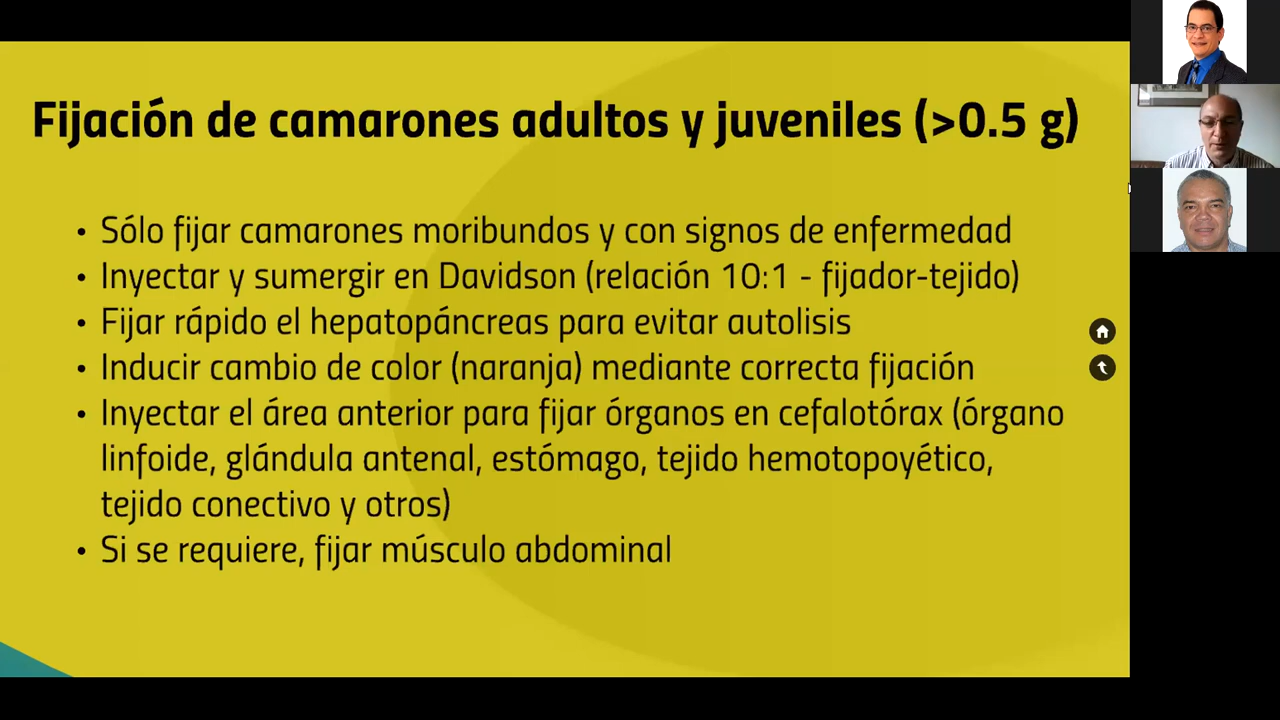 Fijación de camarones adultos y juveniles (>0.5 g)
• Sólo fijar camarones moribundos y con signos de enfermedad
• Inyectar y sumergir en Davidson (relación 10:1 - fijador-tejido)
• Fijar rápido el hepatopáncreas para evitar autolisis
• Inducir cambio de color (naranja) mediante correcta fijación
• Inyectar el área anterior para fijar órganos en cefalotórax (órgano
linfoide, glándula antenal, estómago, tejido hemotopoyético,
tejido conectivo y otros)
• Si se requiere, fijar músculo abdominal